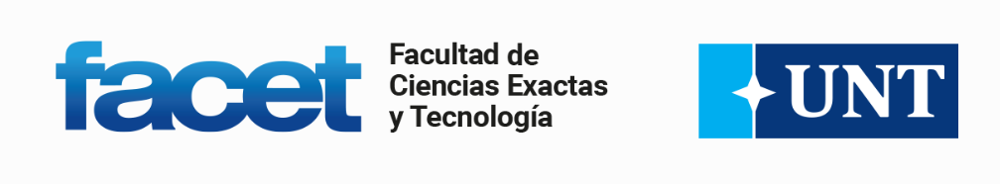 facet
Facultad de
Ciencias Exactas
y Tecnología
UNT